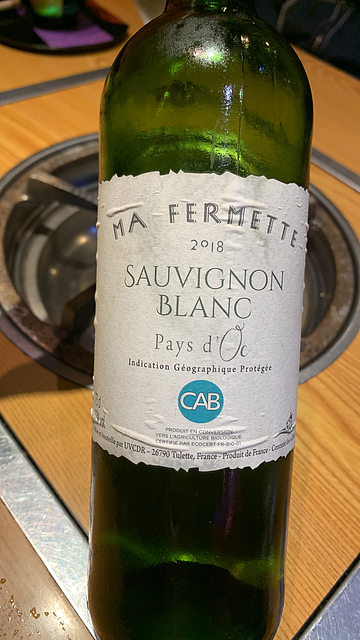 MA FERMETTE
2018
SAUVIGNON
BLANC
Pays d'Oc
Indication Géographique Protégée
CAB
PRODUIT EN CONVERSION
VERS L'AGRICULTURE BIOLOGIQUE
CERTIFIÉ PAR ECOCERT FR-BIO-01
bouteille par UVCDR - 26790 Tulette, France - Produit de France -